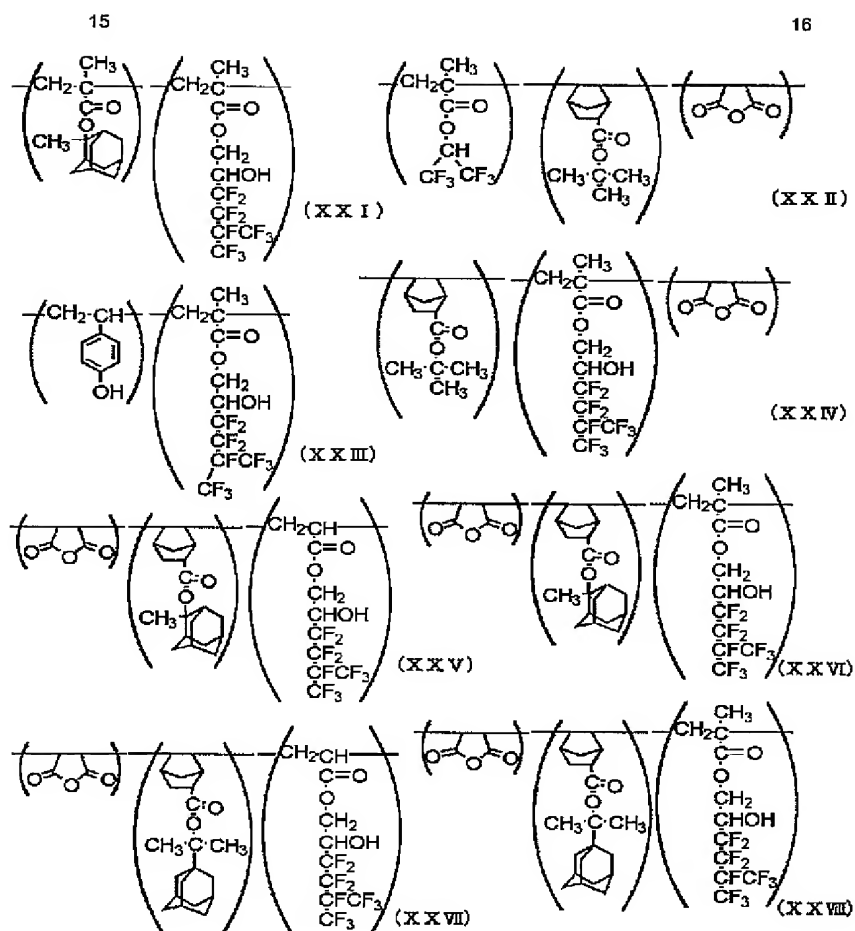 15
16
CH₃
CH₂C
C=O
O
CH₃
CH₃
CH₂C
C=O
O
CH₂
CHOH
CF₂
CF₂
CFCF₃
CF₃
(XXI)
CH₃
CH₂C
C=O
O
CH
CF₃ CF₃
C=O
O
CH₃·C·CH₃
CH₃
O O O
(XXII)
CH₂-CH
OH
CH₃
CH₂C
C=O
O
CH₂
CHOH
CF₂
CF₂
CFCF₃
CF₃
(XXIII)
C=O
O
CH₃·C·CH₃
CH₃
CH₃
CH₂C
C=O
O
CH₂
CHOH
CF₂
CF₂
CFCF₃
CF₃
O O O
(XXIV)
O O O
C=O
O
CH₃
CH₂CH
C=O
O
CH₂
CHOH
CF₂
CF₂
CFCF₃
CF₃
(XXV)
O O O
C=O
O
CH₃
CH₃
CH₂C
C=O
O
CH₂
CHOH
CF₂
CF₂
CFCF₃
CF₃
(XXVI)
O O O
C=O
O
CH₃·C·CH₃
CH₂CH
C=O
O
CH₂
CHOH
CF₂
CF₂
CFCF₃
CF₃
(XXVII)
O O O
C=O
O
CH₃·C·CH₃
CH₃
CH₂C
C=O
O
CH₂
CHOH
CF₂
CF₂
CFCF₃
CF₃
(XXVIII)